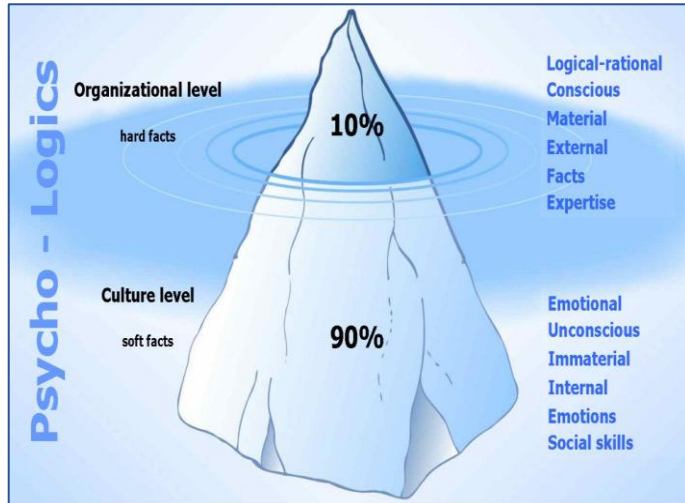 Psycho - Logics
Organizational level
hard facts
10%
Logical-rational
Conscious
Material
External
Facts
Expertise
Culture level
soft facts
90%
Emotional
Unconscious
Immaterial
Internal
Emotions
Social skills